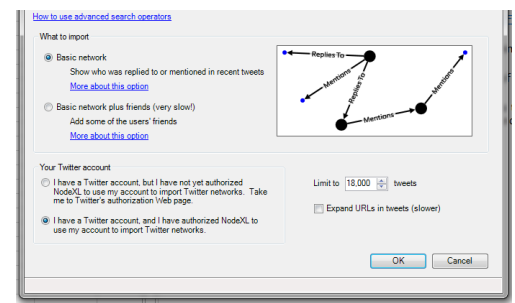 How to use advanced search operators
What to import
Basic network
Show who was replied to or mentioned in recent tweets
More about this option
Basic network plus friends (very slow!)
Add some of the users' friends
More about this option
Replies To
Mentions
Replies To
Mentions
Mentions
Your Twitter account
I have a Twitter account, but I have not yet authorized
NodeXL to use my account to import Twitter networks. Take
me to Twitter's authorization Web page.
I have a Twitter account, and I have authorized NodeXL to
use my account to import Twitter networks.
Limit to 18,000 tweets
Expand URLs in tweets (slower)
OK Cancel